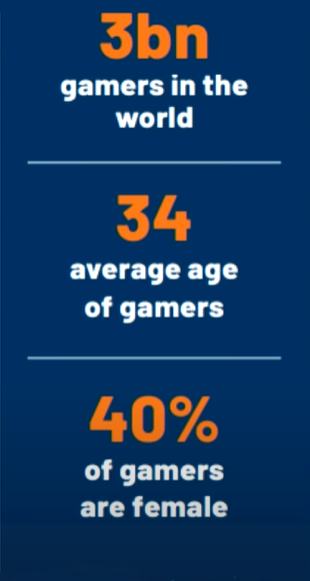 3bn
gamers in the
world
34
average age
of gamers
40%
of gamers
are female